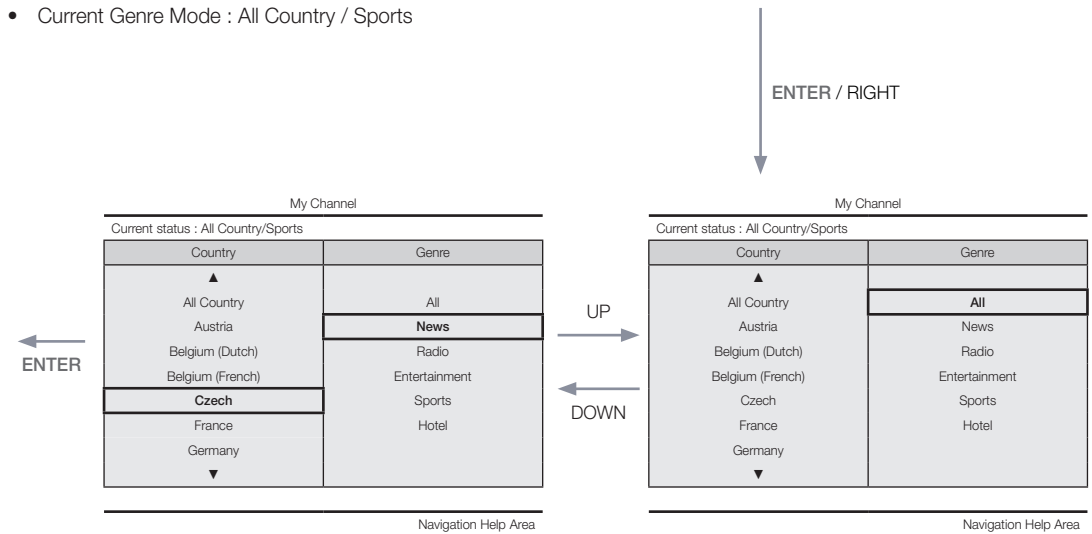 • Current Genre Mode : All Country / Sports
ENTER / RIGHT
My Channel
Current status : All Country/Sports
Country Genre
▲
All Country All
Austria News
Belgium (Dutch) Radio
Belgium (French) Entertainment
Czech Sports
France Hotel
Germany
▼
Navigation Help Area
ENTER
UP
DOWN
My Channel
Current status : All Country/Sports
Country Genre
▲
All Country All
Austria News
Belgium (Dutch) Radio
Belgium (French) Entertainment
Czech Sports
France Hotel
Germany
▼
Navigation Help Area